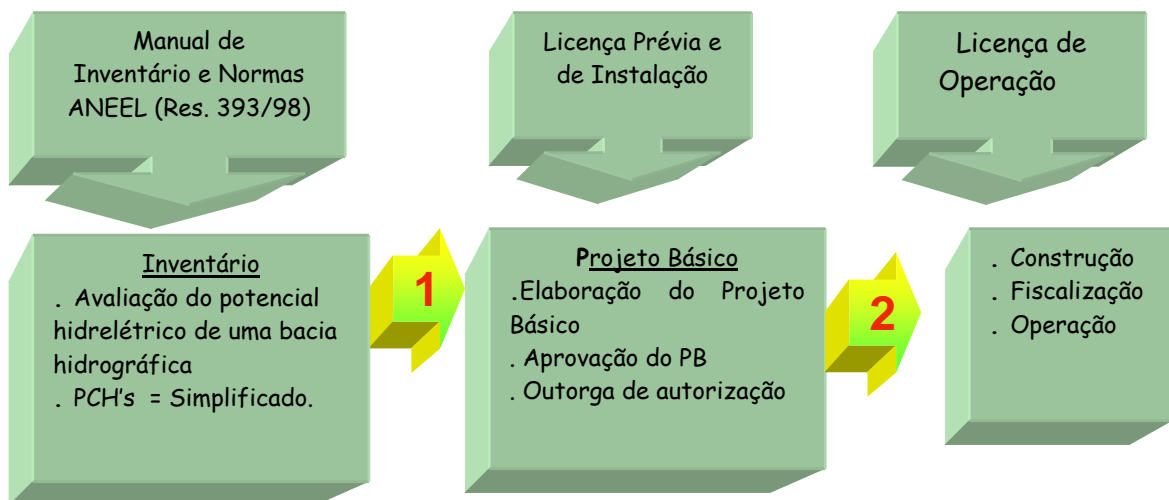 Manual de
Inventário e Normas
ANEEL (Res. 393/98)
Licença Prévia e
de Instalação
Licença de
Operação
Inventário
. Avaliação do potencial
hidrelétrico de uma bacia
hidrográfica
. PCH's = Simplificado.
1
Projeto Básico
.Elaboração do Projeto
Básico
. Aprovação do PB
. Outorga de autorização
2
. Construção
. Fiscalização
. Operação